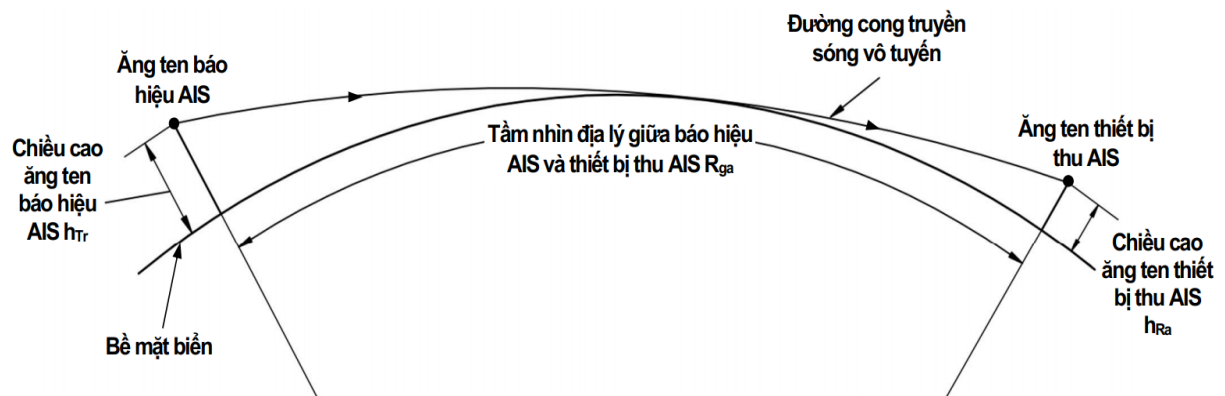 Đường cong truyền
sóng vô tuyến
Ăng ten báo
hiệu AIS
Chiều cao
ăng ten
báo hiệu
AIS hTr
Tầm nhìn địa lý giữa báo hiệu
AIS và thiết bị thu AIS Rga
Ăng ten thiết bị
thu AIS
Chiều cao
ăng ten thiết
bị thu AIS
hRa
Bề mặt biển